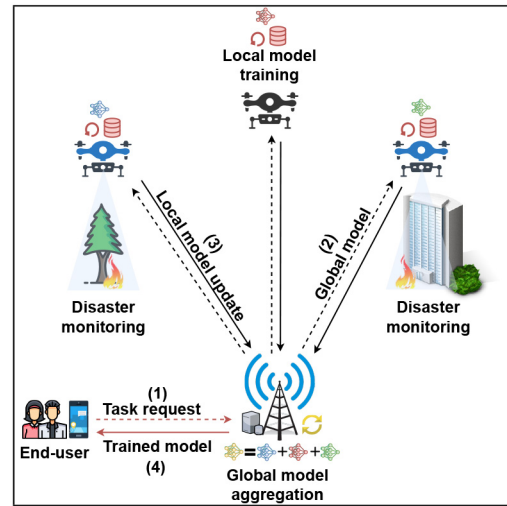 Local model
training
(3)
Local model update
(2)
Global model
Disaster
monitoring
Disaster
monitoring
(1)
Task request
Trained model
(4)
End-user
=
+
+
Global model
aggregation